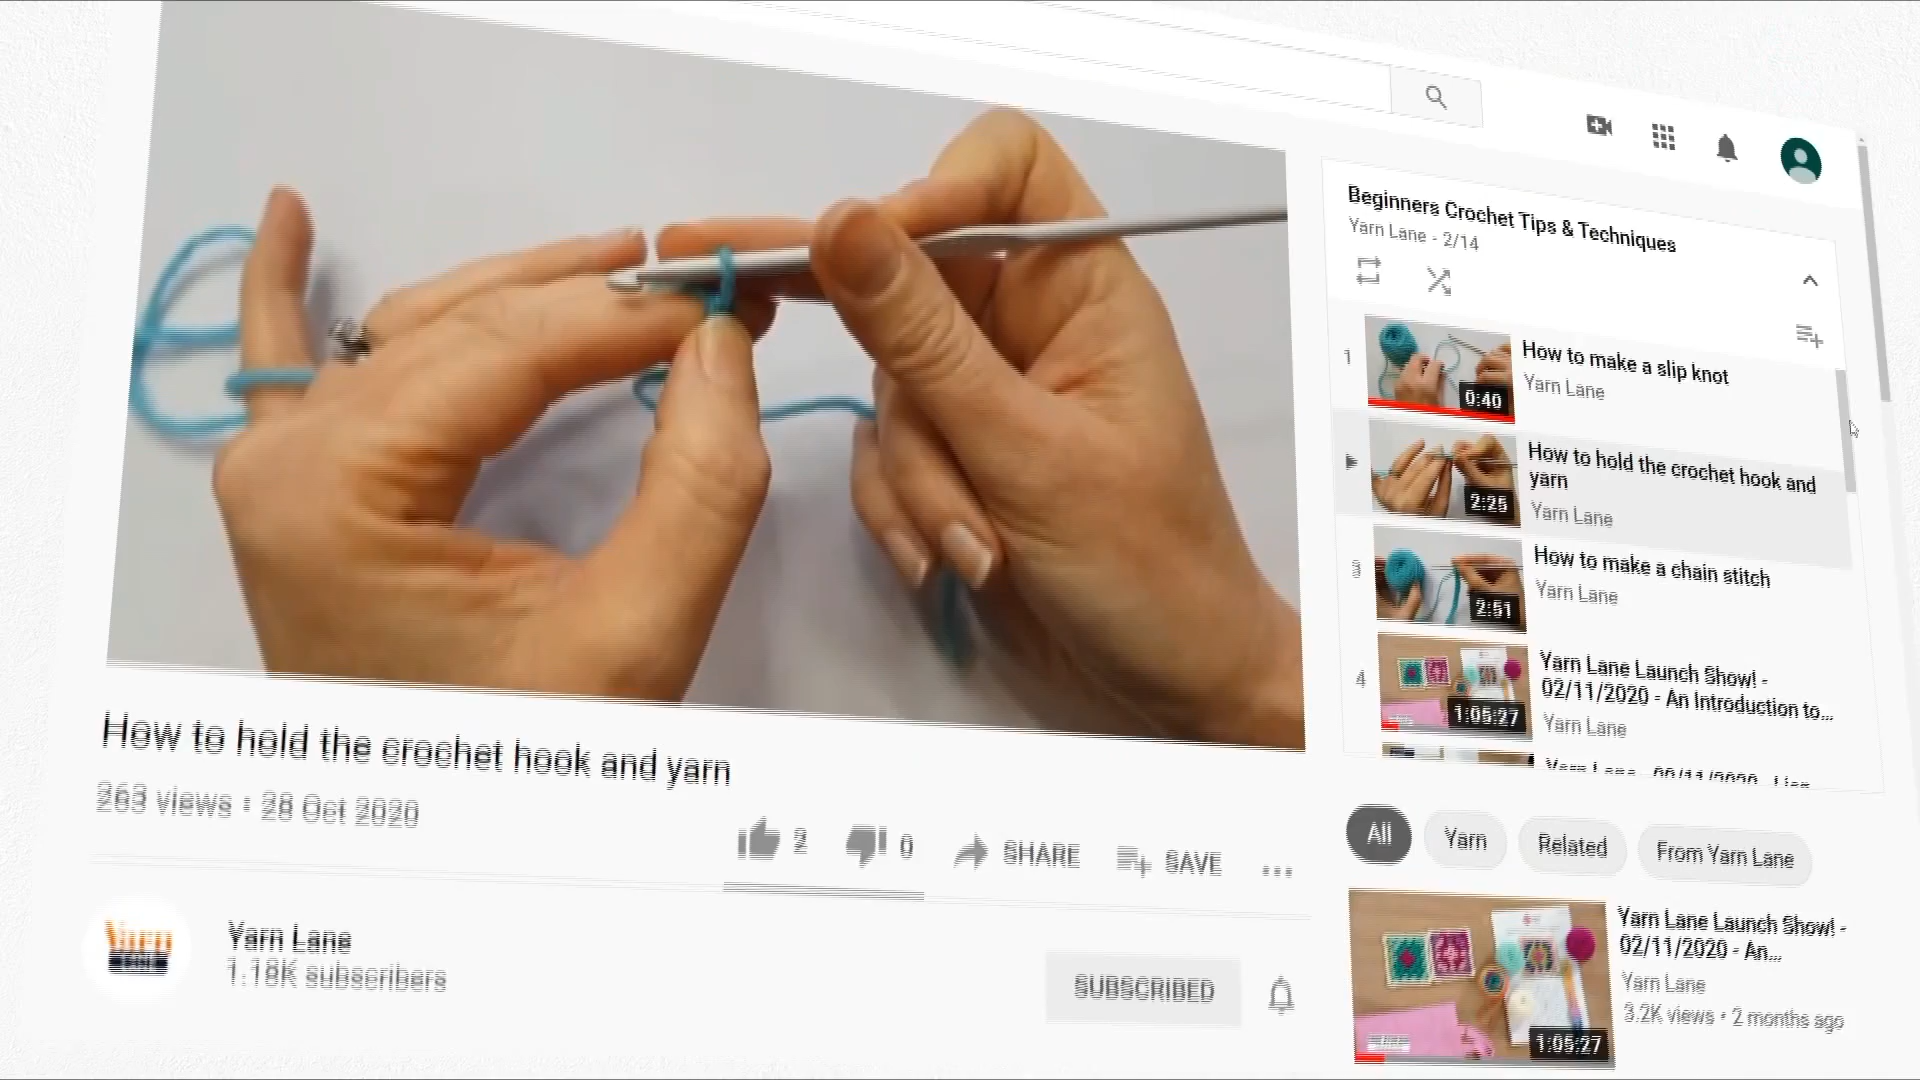 Beginners Crochet Tips & Techniques
Yarn Lane - 2/14
1
How to make a slip knot
Yarn Lane
0:40
How to hold the crochet hook and
yarn
Yarn Lane
2:25
3
How to make a chain stitch
Yarn Lane
2:51
4
Yarn Lane Launch Show! -
02/11/2020 - An Introduction to...
Yarn Lane
1:05:27
How to hold the crochet hook and yarn
263 views • 28 Oct 2020
2
0
SHARE
SAVE
...
Yarn Lane
1.18K subscribers
SUBSCRIBED
All
Yarn
Related
From Yarn Lane
Yarn Lane Launch Show! -
02/11/2020 - An...
Yarn Lane
3.2K views • 2 months ago
1:05:27